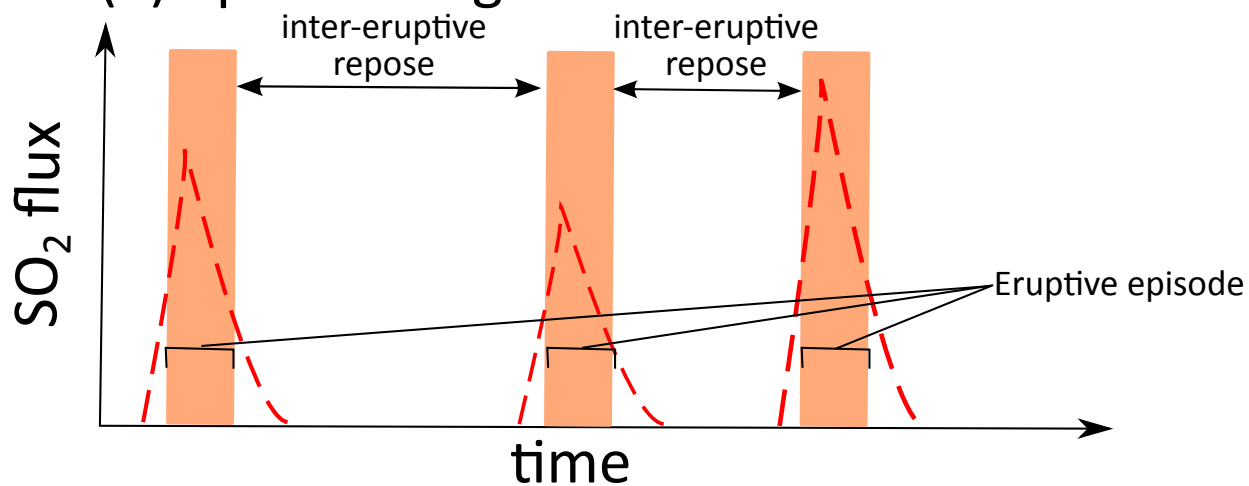 inter-eruptive
repose
inter-eruptive
repose
SO₂ flux
Eruptive episode
time